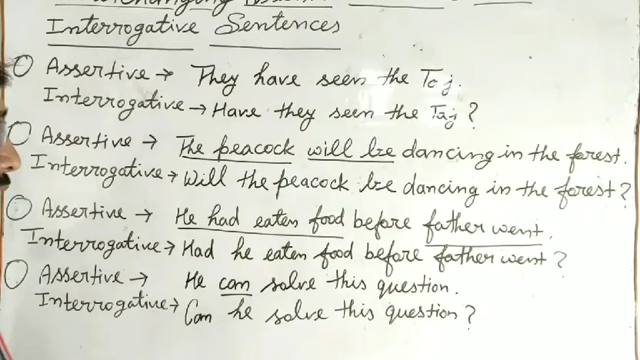 Interrogative Sentences
Assertive → They have seen the Taj.
Interrogative → Have they seen the Taj?
Assertive → The peacock will be dancing in the forest.
Interrogative → Will the peacock be dancing in the forest?
Assertive → He had eaten food before father went.
Interrogative → Had he eaten food before father went?
Assertive → He can solve this question.
Interrogative → Can he solve this question?